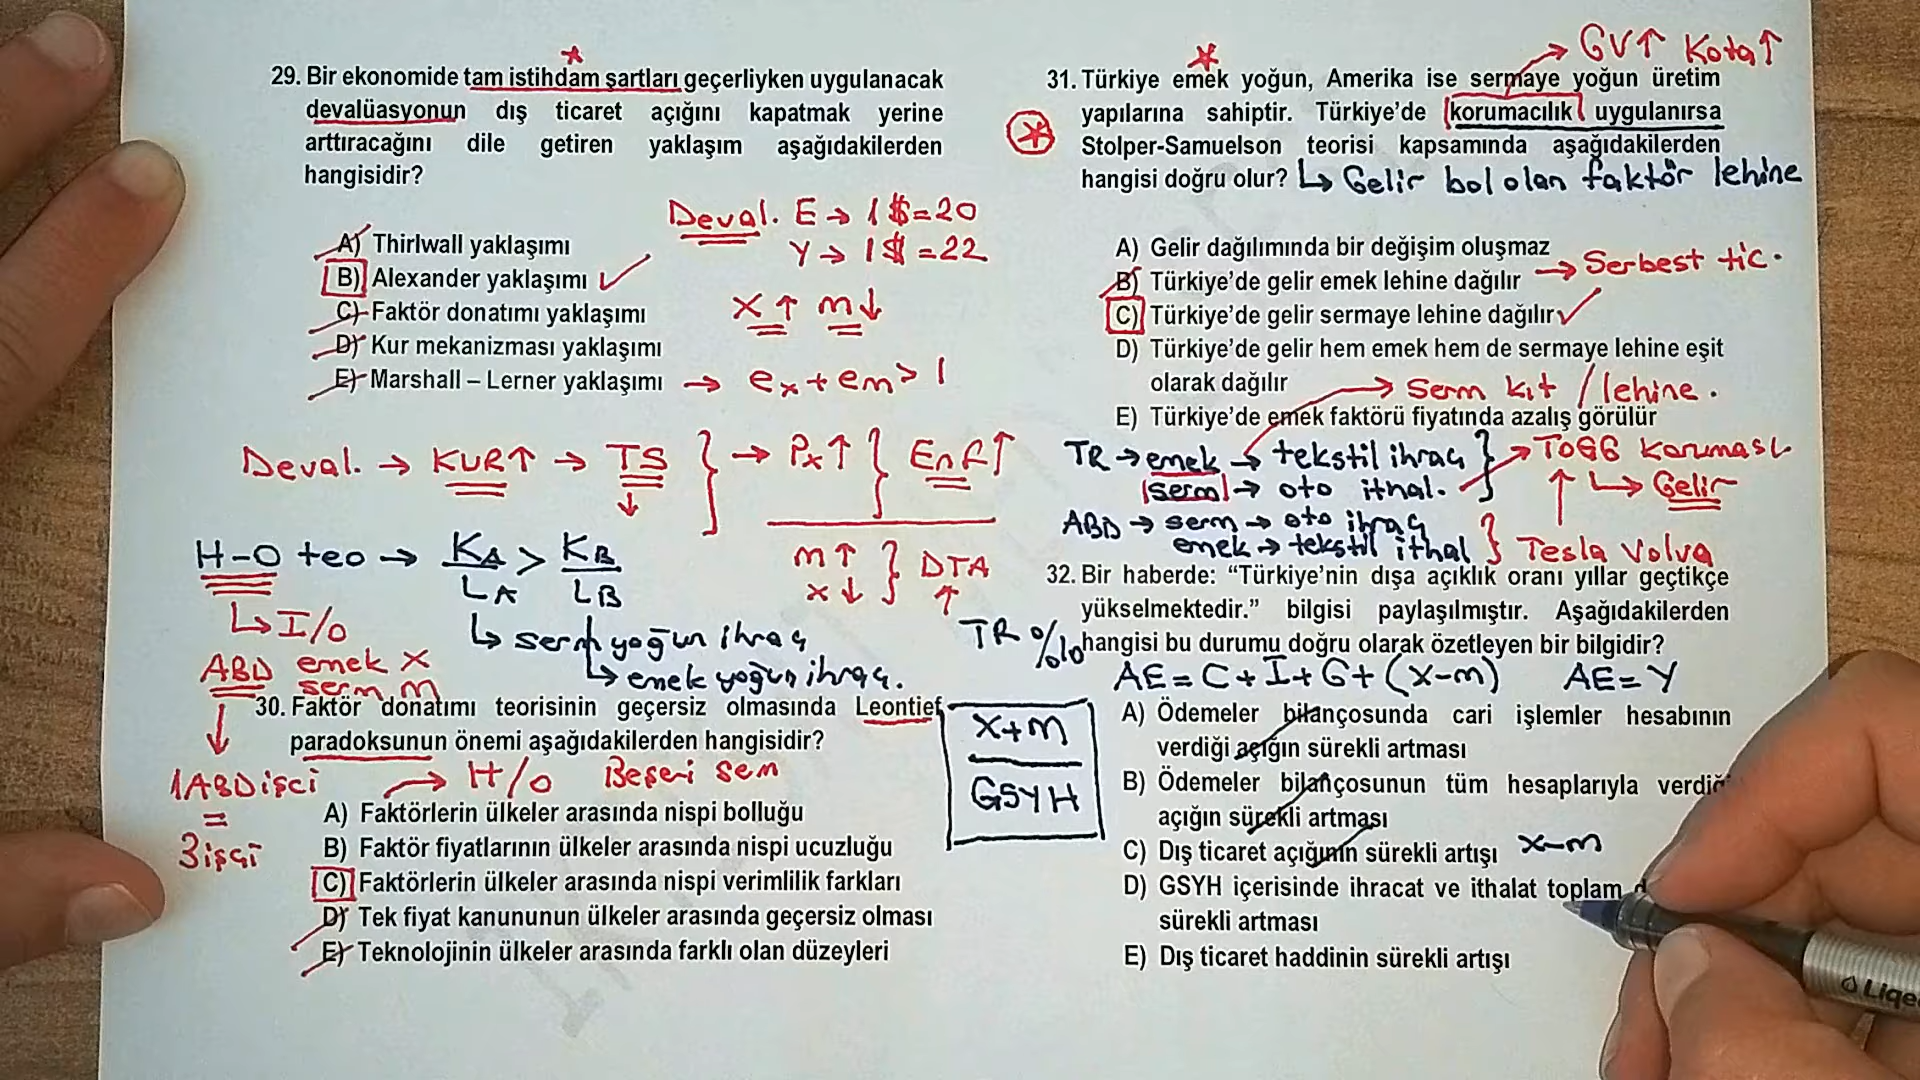 29. Bir ekonomide tam istihdam şartları geçerliyken uygulanacak
devalüasyonun dış ticaret açığını kapatmak yerine
arttıracağını dile getiren yaklaşım aşağıdakilerden
hangisidir?
Deval. E → 1$=20
Y → 1$=22
A) Thirlwall yaklaşımı
B) Alexander yaklaşımı
C) Faktör donatımı yaklaşımı
X↑ m↓
D) Kur mekanizması yaklaşımı
E) Marshall – Lerner yaklaşımı → ex+em>1
Deval. → KUR↑ → TS↓ } → Px↑ } Enf↑
m↑ x↓ } DTA↑
H-O teo → KA/LA > KB/LB
↳ I/O
↳ serm yoğun ihraç
↳ emek yoğun ihraç.
ABD emek X
serm m
30. Faktör donatımı teorisinin geçersiz olmasında Leontief
paradoksunun önemi aşağıdakilerden hangisidir?
→ H/O Beşeri sem
1ABDişçi
=
3işçi
A) Faktörlerin ülkeler arasında nispi bolluğu
B) Faktör fiyatlarının ülkeler arasında nispi ucuzluğu
C) Faktörlerin ülkeler arasında nispi verimlilik farkları
D) Tek fiyat kanununun ülkeler arasında geçersiz olması
E) Teknolojinin ülkeler arasında farklı olan düzeyleri
→ GV↑ Kota↑
31. Türkiye emek yoğun, Amerika ise sermaye yoğun üretim
yapılarına sahiptir. Türkiye’de korumacılık uygulanırsa
Stolper-Samuelson teorisi kapsamında aşağıdakilerden
hangisi doğru olur? ↳ Gelir bol olan faktör lehine
A) Gelir dağılımında bir değişim oluşmaz
B) Türkiye’de gelir emek lehine dağılır → Serbest tic.
C) Türkiye’de gelir sermaye lehine dağılır
D) Türkiye’de gelir hem emek hem de sermaye lehine eşit
olarak dağılır
→ Serm kıt / lehine.
E) Türkiye’de emek faktörü fiyatında azalış görülür
TR → emek → tekstil ihraç } → TOGG Koruması
serm → oto ithal. ↳ Gelir
ABD → serm → oto ihraç
emek → tekstil ithal } Tesla Volvo
32. Bir haberde: “Türkiye’nin dışa açıklık oranı yıllar geçtikçe
yükselmektedir.” bilgisi paylaşılmıştır. Aşağıdakilerden
hangisi bu durumu doğru olarak özetleyen bir bilgidir?
TR %
AE=C+I+G+(X-m) AE=Y
X+m
GSYH
A) Ödemeler bilançosunda cari işlemler hesabının
verdiği açığın sürekli artması
B) Ödemeler bilançosunun tüm hesaplarıyla
açığın sürekli artması
C) Dış ticaret açığının sürekli artışı x-m
D) GSYH içerisinde ihracat ve ithalat toplam
sürekli artması
E) Dış ticaret haddinin sürekli artışı